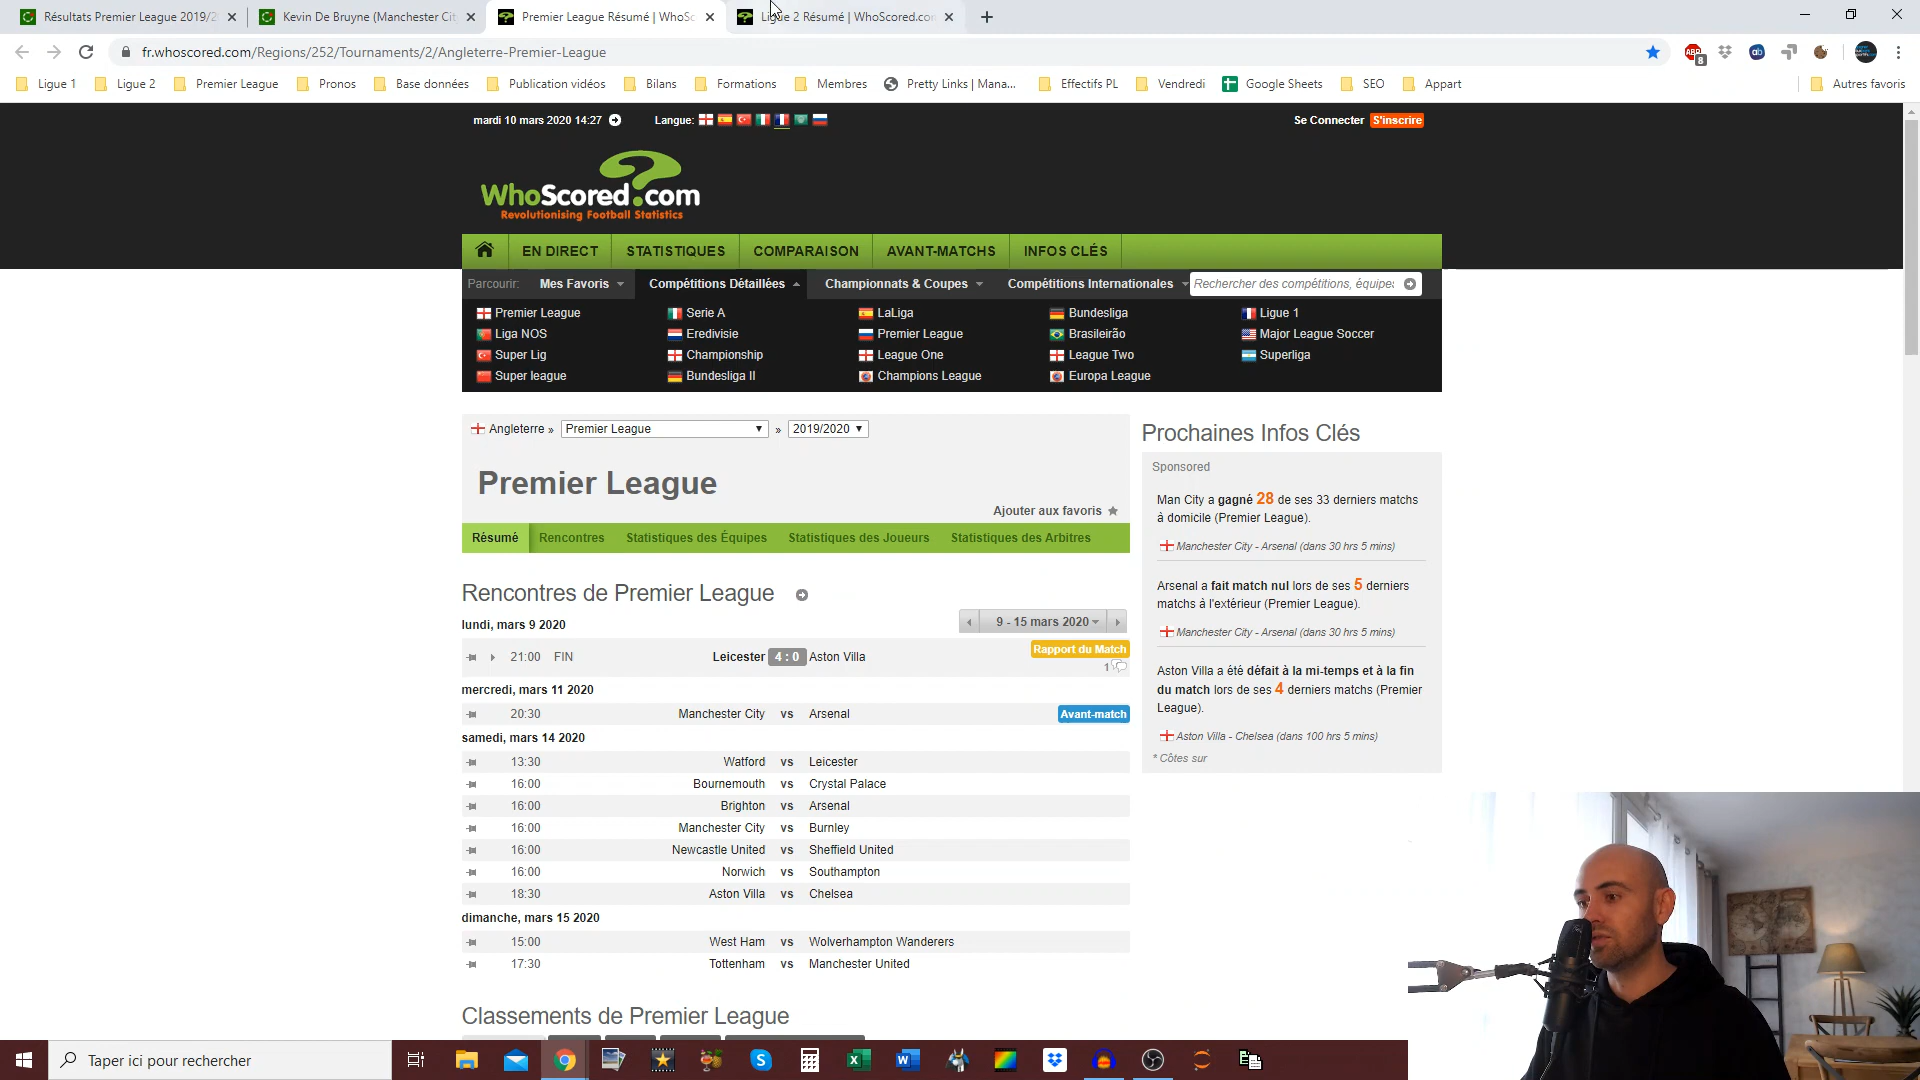 Résultats Premier League 2019/2
Kevin De Bruyne (Manchester City
Premier League Résumé | WhoSc
Ligue 2 Résumé | WhoScored.com
fr.whoscored.com/Regions/252/Tournaments/2/Angleterre-Premier-League
ABP
8
ab
Ligue 1
Ligue 2
Premier League
Pronos
Base données
Publication vidéos
Bilans
Formations
Membres
Pretty Links | Mana...
Effectifs PL
Vendredi
Google Sheets
SEO
Appart
Autres favoris
mardi 10 mars 2020 14:27
Langue:
Se Connecter
S'inscrire
WhoScored.com
Revolutionising Football Statistics
EN DIRECT
STATISTIQUES
COMPARAISON
AVANT-MATCHS
INFOS CLÉS
Parcourir:
Mes Favoris
Compétitions Détaillées
Championnats & Coupes
Compétitions Internationales
Rechercher des compétitions, équipes
Premier League
Serie A
LaLiga
Bundesliga
Ligue 1
Liga NOS
Eredivisie
Premier League
Brasileirão
Major League Soccer
Super Lig
Championship
League One
League Two
Superliga
Super league
Bundesliga II
Champions League
Europa League
Angleterre »
Premier League
»
2019/2020
Premier League
Ajouter aux favoris
Résumé
Rencontres
Statistiques des Équipes
Statistiques des Joueurs
Statistiques des Arbitres
Rencontres de Premier League
9 - 15 mars 2020
lundi, mars 9 2020
21:00 FIN Leicester 4 : 0 Aston Villa
Rapport du Match
1
mercredi, mars 11 2020
20:30 Manchester City vs Arsenal
Avant-match
samedi, mars 14 2020
13:30 Watford vs Leicester
16:00 Bournemouth vs Crystal Palace
16:00 Brighton vs Arsenal
16:00 Manchester City vs Burnley
16:00 Newcastle United vs Sheffield United
16:00 Norwich vs Southampton
18:30 Aston Villa vs Chelsea
dimanche, mars 15 2020
15:00 West Ham vs Wolverhampton Wanderers
17:30 Tottenham vs Manchester United
Classements de Premier League
Prochaines Infos Clés
Sponsored
Man City a gagné 28 de ses 33 derniers matchs
à domicile (Premier League).
Manchester City - Arsenal (dans 30 hrs 5 mins)
Arsenal a fait match nul lors de ses 5 derniers
matchs à l'extérieur (Premier League).
Manchester City - Arsenal (dans 30 hrs 5 mins)
Aston Villa a été défait à la mi-temps et à la fin
du match lors de ses 4 derniers matchs (Premier
League).
Aston Villa - Chelsea (dans 100 hrs 5 mins)
* Côtes sur
Taper ici pour rechercher